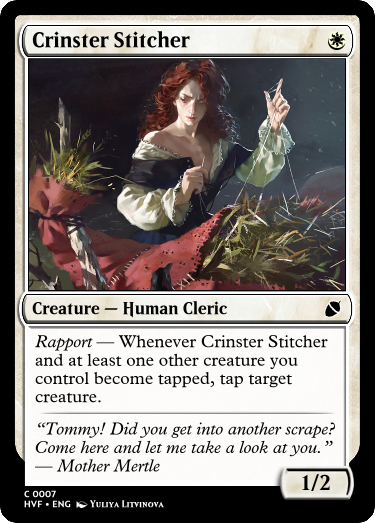 Crinster Stitcher
Creature — Human Cleric
Rapport — Whenever Crinster Stitcher
and at least one other creature you
control become tapped, tap target
creature.
“Tommy! Did you get into another scrape?
Come here and let me take a look at you.”
— Mother Mertle
1/2
C 0007
HVF • ENG Yuliya Litvinova